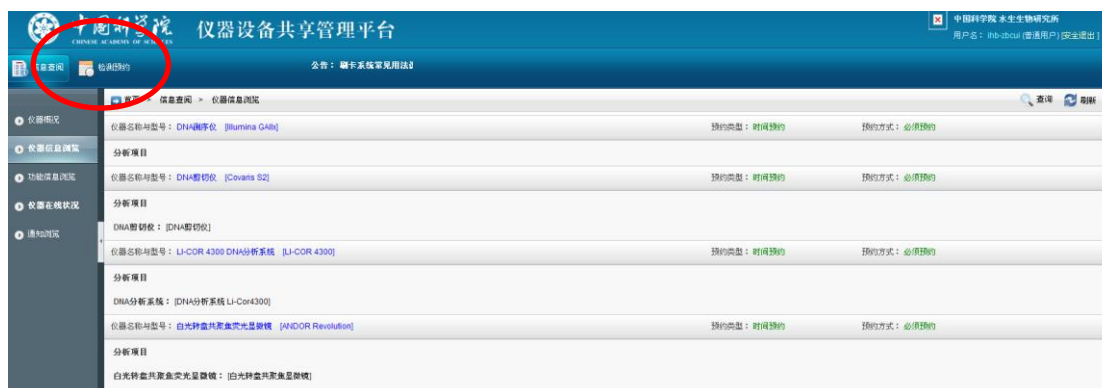 中国科学院 仪器设备共享管理平台
CHINESE ACADEMY OF SCIENCES
中国科学院 水生生物研究所
用户名： ihb-zbcui (普通用户) [安全退出]
信息查阅 检测预约 公告： 刷卡系统常见用法
首页 > 信息查阅 > 仪器信息浏览 查询 刷新
仪器概况
仪器信息浏览
功能信息浏览
仪器在线状况
通知浏览
仪器名称与型号： DNA测序仪 [Illumina GAIIx] 预约类型： 时间预约 预约方式： 必须预约
分析项目
仪器名称与型号： DNA剪切仪 [Covaris S2] 预约类型： 时间预约 预约方式： 必须预约
分析项目
DNA剪切仪： [DNA剪切仪]
仪器名称与型号： LI-COR 4300 DNA分析系统 [LI-COR 4300] 预约类型： 时间预约 预约方式： 必须预约
分析项目
DNA分析系统： [DNA分析系统 Li-Cor4300]
仪器名称与型号： 白光转盘共聚焦荧光显微镜 [ANDOR Revolution] 预约类型： 时间预约 预约方式： 必须预约
分析项目
白光转盘共聚焦荧光显微镜： [白光转盘共聚焦显微镜]